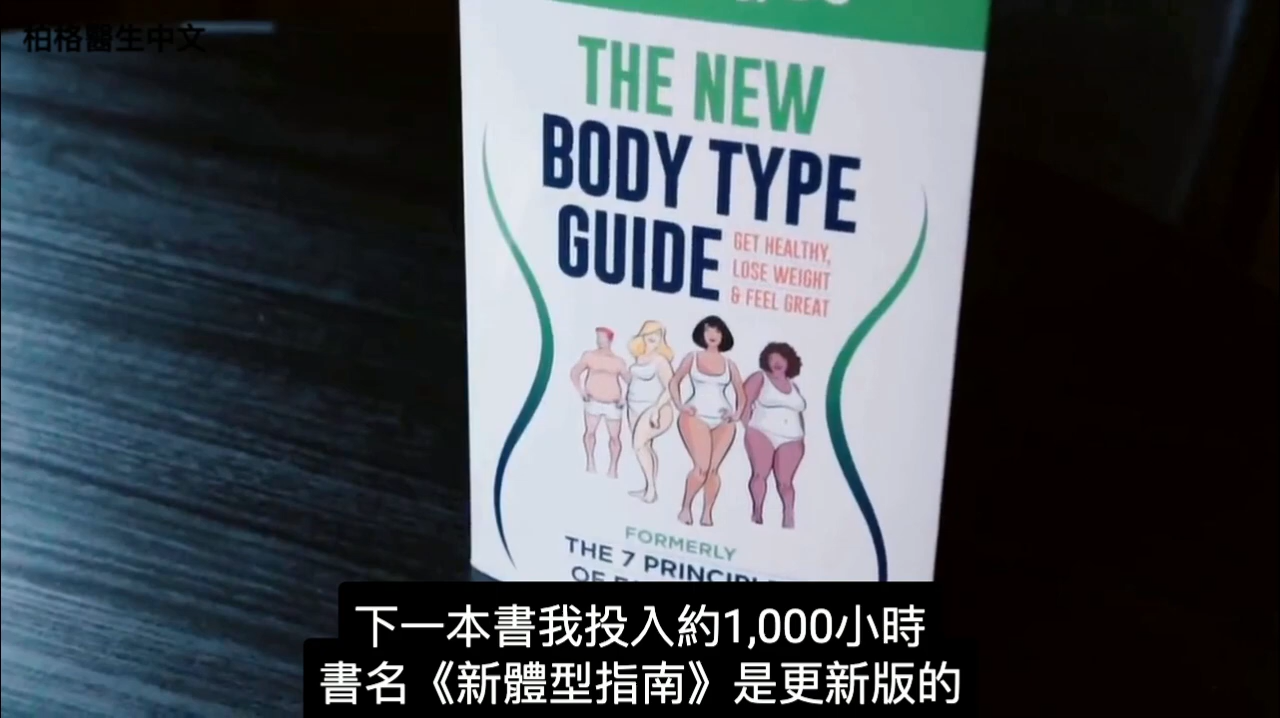 柏格醫生中文
THE NEW
BODY TYPE
GUIDE
GET HEALTHY,
LOSE WEIGHT
& FEEL GREAT
FORMERLY
THE 7
OF
下一本書我投入約1,000小時
書名《新體型指南》是更新版的